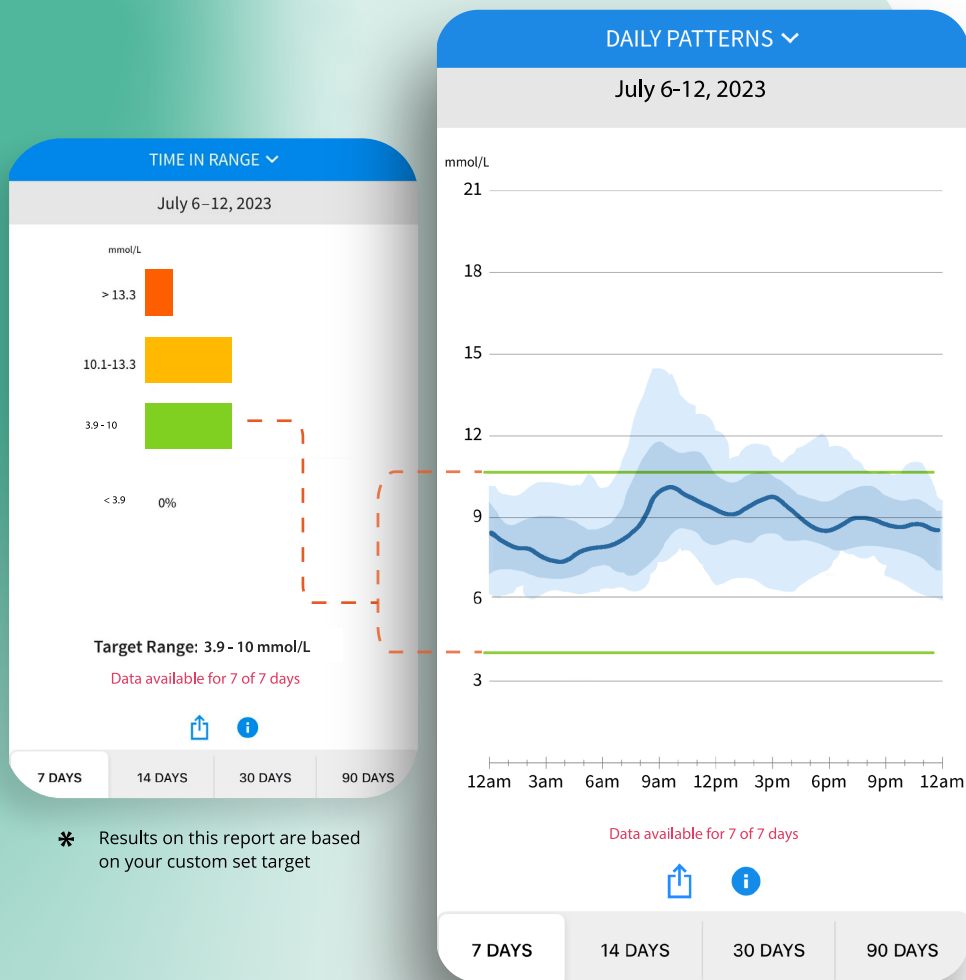 TIME IN RANGE
July 6–12, 2023
mmol/L
> 13.3
10.1-13.3
3.9 - 10
< 3.9 0%
Target Range: 3.9 - 10 mmol/L
Data available for 7 of 7 days
7 DAYS 14 DAYS 30 DAYS 90 DAYS
* Results on this report are based
on your custom set target
DAILY PATTERNS
July 6-12, 2023
mmol/L
21
18
15
12
9
6
3
12am 3am 6am 9am 12pm 3pm 6pm 9pm 12am
Data available for 7 of 7 days
7 DAYS 14 DAYS 30 DAYS 90 DAYS